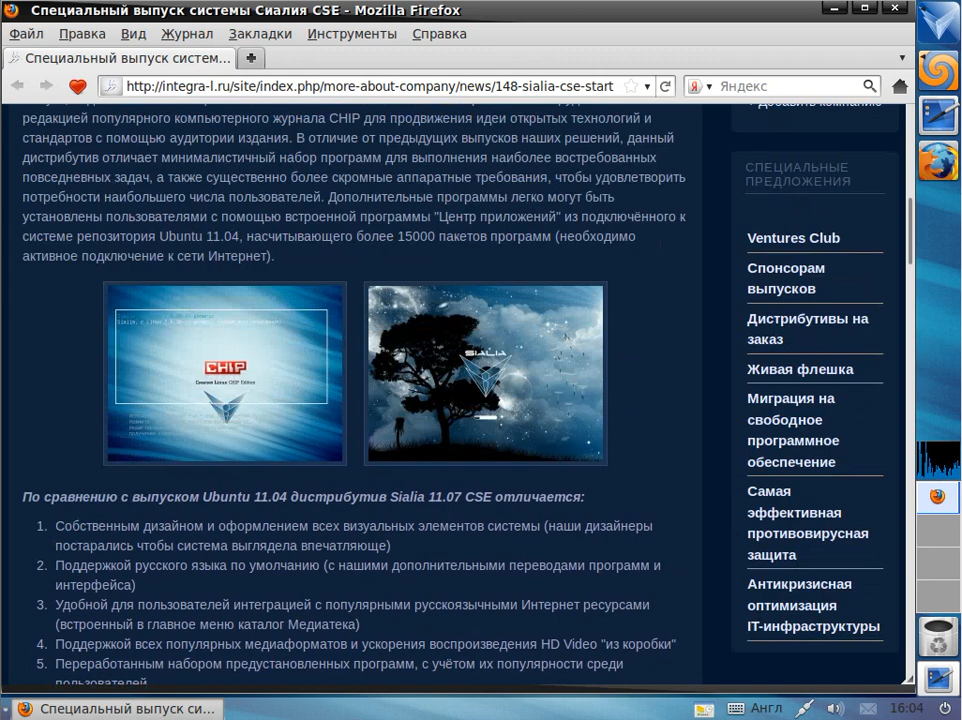 Специальный выпуск системы Сиалия CSE - Mozilla Firefox
Файл Правка Вид Журнал Закладки Инструменты Справка
Специальный выпуск систем...
http://integra-l.ru/site/index.php/more-about-company/news/148-sialia-cse-start
Яндекс
редакцией популярного компьютерного журнала CHIP для продвижения идеи открытых технологий и
стандартов с помощью аудитории издания. В отличие от предыдущих выпусков наших решений, данный
дистрибутив отличает минималистичный набор программ для выполнения наиболее востребованных
повседневных задач, а также существенно более скромные аппаратные требования, чтобы удовлетворить
потребности наибольшего числа пользователей. Дополнительные программы легко могут быть
установлены пользователями с помощью встроенной программы "Центр приложений" из подключённого к
системе репозитория Ubuntu 11.04, насчитывающего более 15000 пакетов программ (необходимо
активное подключение к сети Интернет).
CHIP
SIALIA
По сравнению с выпуском Ubuntu 11.04 дистрибутив Sialia 11.07 CSE отличается:
1. Собственным дизайном и оформлением всех визуальных элементов системы (наши дизайнеры
постарались чтобы система выглядела впечатляюще)
2. Поддержкой русского языка по умолчанию (с нашими дополнительными переводами программ и
интерфейса)
3. Удобной для пользователей интеграцией с популярными русскоязычными Интернет ресурсами
(встроенный в главное меню каталог Медиатека)
4. Поддержкой всех популярных медиаформатов и ускорения воспроизведения HD Video "из коробки"
5. Переработанным набором предустановленных программ, с учётом их популярности среди
пользователей
+ Добавить компанию
СПЕЦИАЛЬНЫЕ
ПРЕДЛОЖЕНИЯ
Ventures Club
Спонсорам
выпусков
Дистрибутивы на
заказ
Живая флешка
Миграция на
свободное
программное
обеспечение
Самая
эффективная
противовирусная
защита
Антикризисная
оптимизация
IT-инфраструктуры
Специальный выпуск си...
Англ
16:04